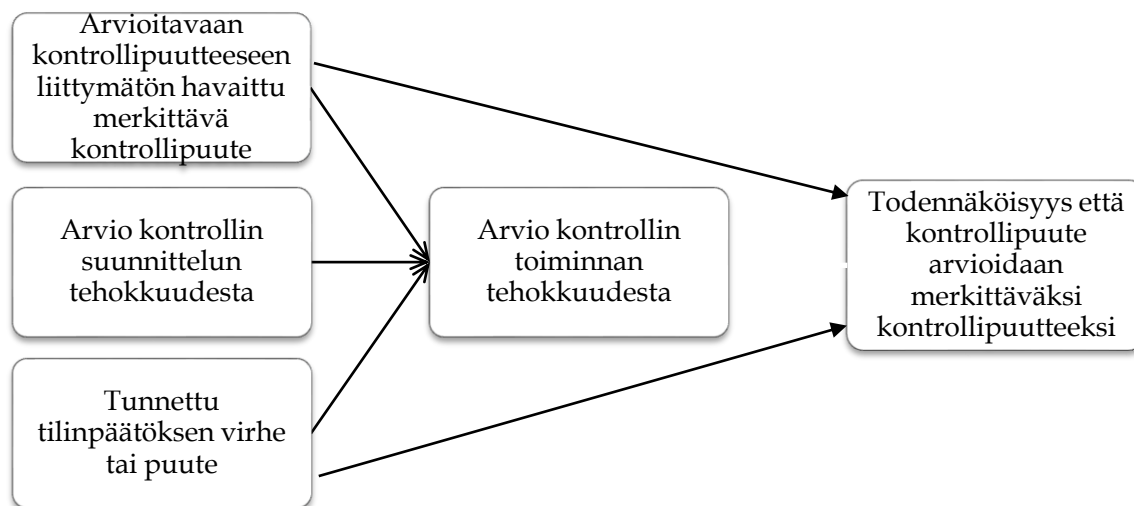 Arvioitavaan
kontrollipuutteeseen
liittymätön havaittu
merkittävä
kontrollipuute
Arvio kontrollin
suunnittelun
tehokkuudesta
Tunnettu
tilinpäätöksen virhe
tai puute
Arvio kontrollin
toiminnan
tehokkuudesta
Todennäköisyys että
kontrollipuute
arvioidaan
merkittäväksi
kontrollipuutteeksi